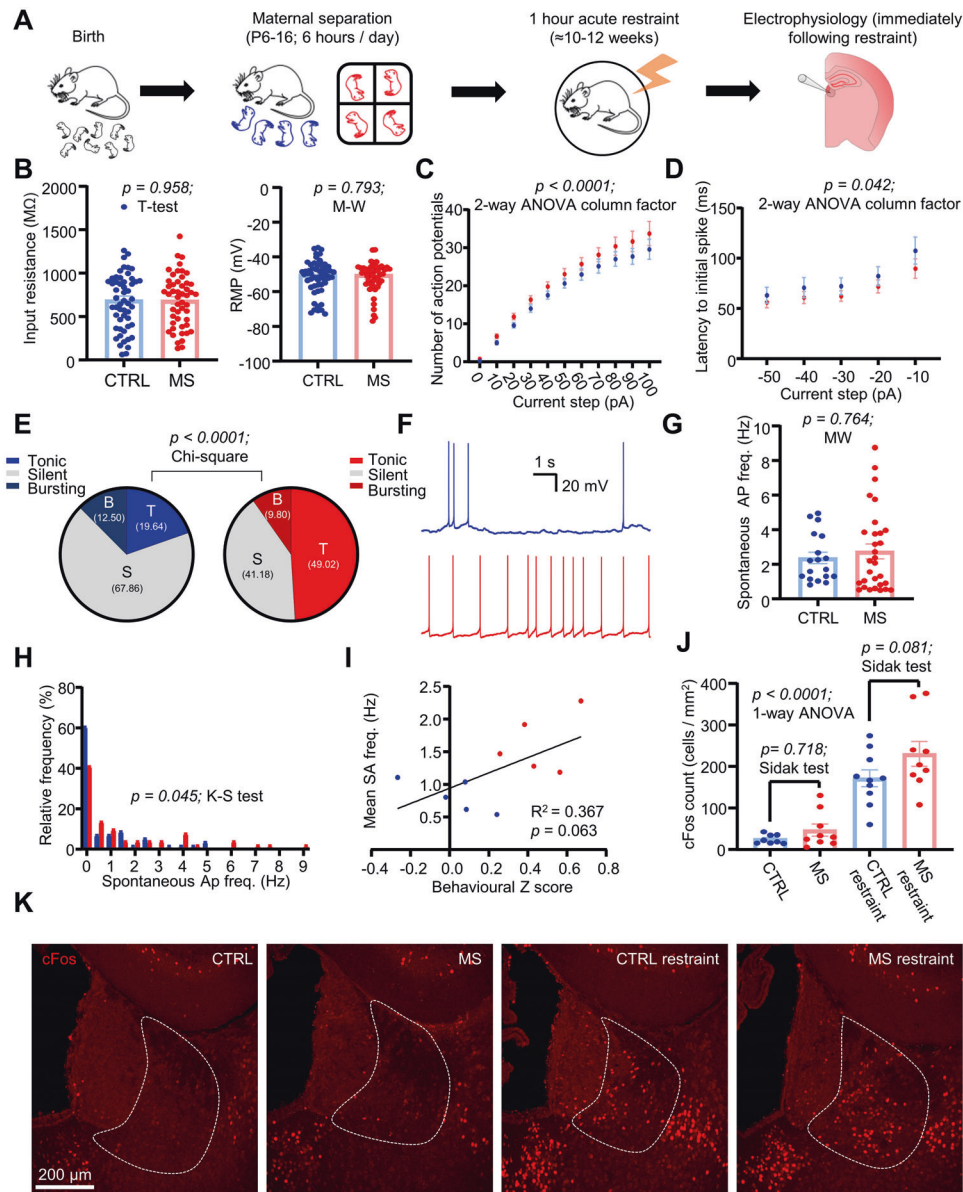 A
Birth
Maternal separation
(P6-16; 6 hours / day)
1 hour acute restraint
(≈10-12 weeks)
Electrophysiology (immediately
following restraint)
B
Input resistance (MΩ)
2000
1500
1000
500
0
p = 0.958;
T-test
CTRL
MS
RMP (mV)
0
-20
-40
-60
-80
-100
p = 0.793;
M-W
CTRL
MS
C
p < 0.0001;
2-way ANOVA column factor
Number of action potentials
40
30
20
10
0
0
10
20
30
40
50
60
70
80
90
100
Current step (pA)
D
p = 0.042;
2-way ANOVA column factor
Latency to initial spike (ms)
200
150
100
50
0
-50
-40
-30
-20
-10
Current step (pA)
E
p < 0.0001;
Chi-square
Tonic
Silent
Bursting
B
(12.50)
T
(19.64)
S
(67.86)
Tonic
Silent
Bursting
B
(9.80)
S
(41.18)
T
(49.02)
F
1 s
20 mV
G
p = 0.764;
MW
Spontaneous AP freq. (Hz)
10
8
6
4
2
0
CTRL
MS
H
Relative frequency (%)
80
60
40
20
0
p = 0.045; K-S test
0
1
2
3
4
5
6
7
8
9
Spontaneous Ap freq. (Hz)
I
Mean SA freq. (Hz)
2.5
2.0
1.5
1.0
0.5
R² = 0.367
p = 0.063
-0.4
-0.2
0.0
0.2
0.4
0.6
0.8
Behavioural Z score
J
p = 0.081;
Sidak test
p < 0.0001;
1-way ANOVA
p= 0.718;
Sidak test
cFos count (cells / mm²)
400
300
200
100
0
CTRL
MS
CTRL
restraint
MS
restraint
K
cFos
CTRL
MS
CTRL restraint
MS restraint
200 µm